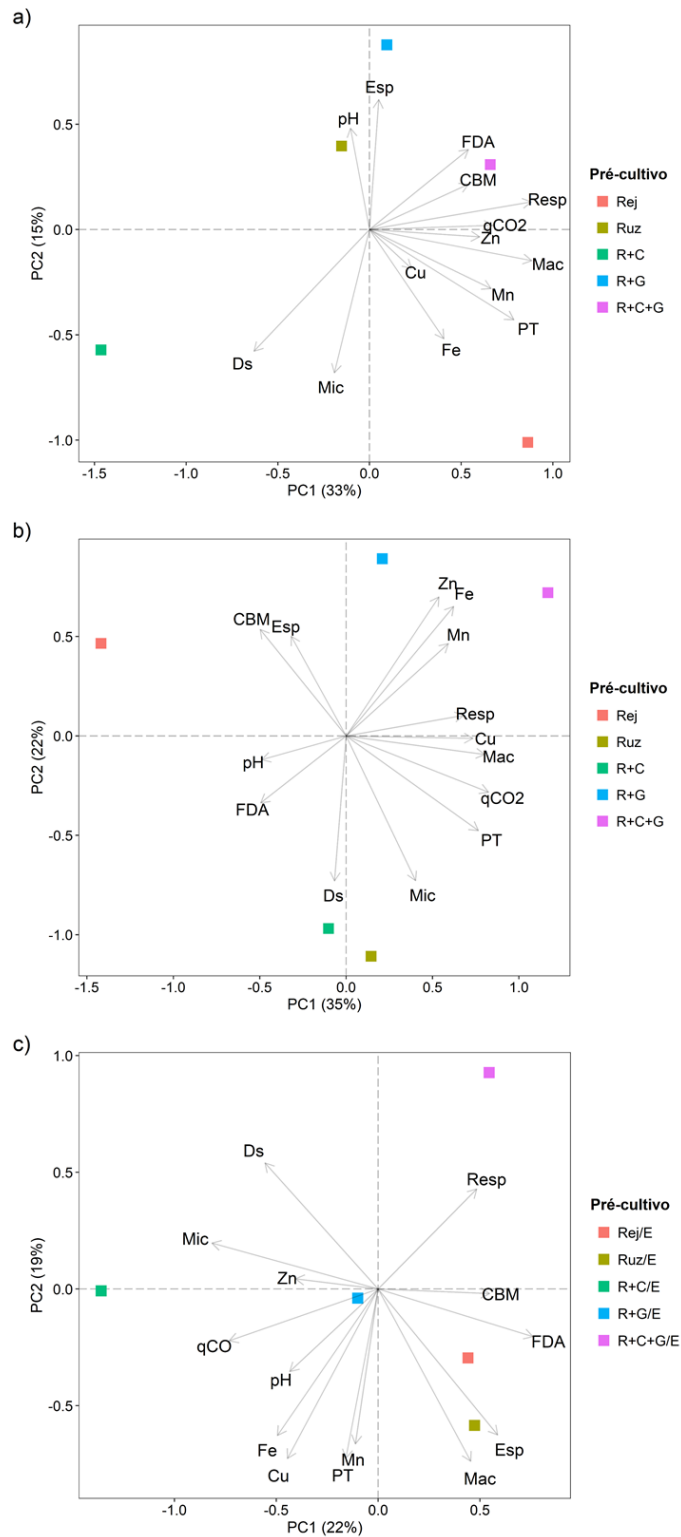 a)
Esp
pH
FDA
CBM
Resp
qCO2
Zn
Mac
Cu
Mn
PT
Fe
Ds
Mic
0.5
0.0
-0.5
-1.0
PC2 (15%)
-1.5 -1.0 -0.5 0.0 0.5 1.0
PC1 (33%)
Pré-cultivo
Rej
Ruz
R+C
R+G
R+C+G
b)
Zn
Fe
CBM
Esp
Mn
Resp
Cu
Mac
pH
qCO2
FDA
PT
Ds
Mic
0.5
0.0
-0.5
-1.0
PC2 (22%)
-1.5 -1.0 -0.5 0.0 0.5 1.0
PC1 (35%)
Pré-cultivo
Rej
Ruz
R+C
R+G
R+C+G
c)
Ds
Resp
Mic
Zn
CBM
FDA
qCO
pH
Fe
Esp
Mn
Cu
PT
Mac
1.0
0.5
0.0
-0.5
-1.0
PC2 (19%)
-1.0 -0.5 0.0 0.5
PC1 (22%)
Pré-cultivo
Rej/E
Ruz/E
R+C/E
R+G/E
R+C+G/E